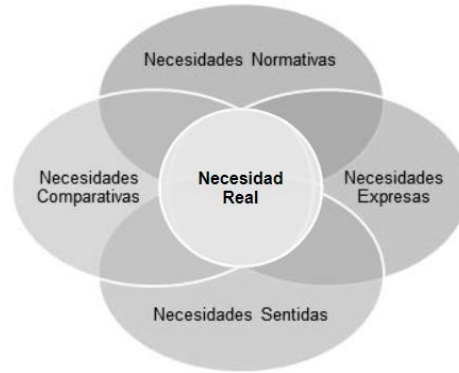 Necesidades Normativas
Necesidades
Comparativas
Necesidad
Real
Necesidades
Expresas
Necesidades Sentidas